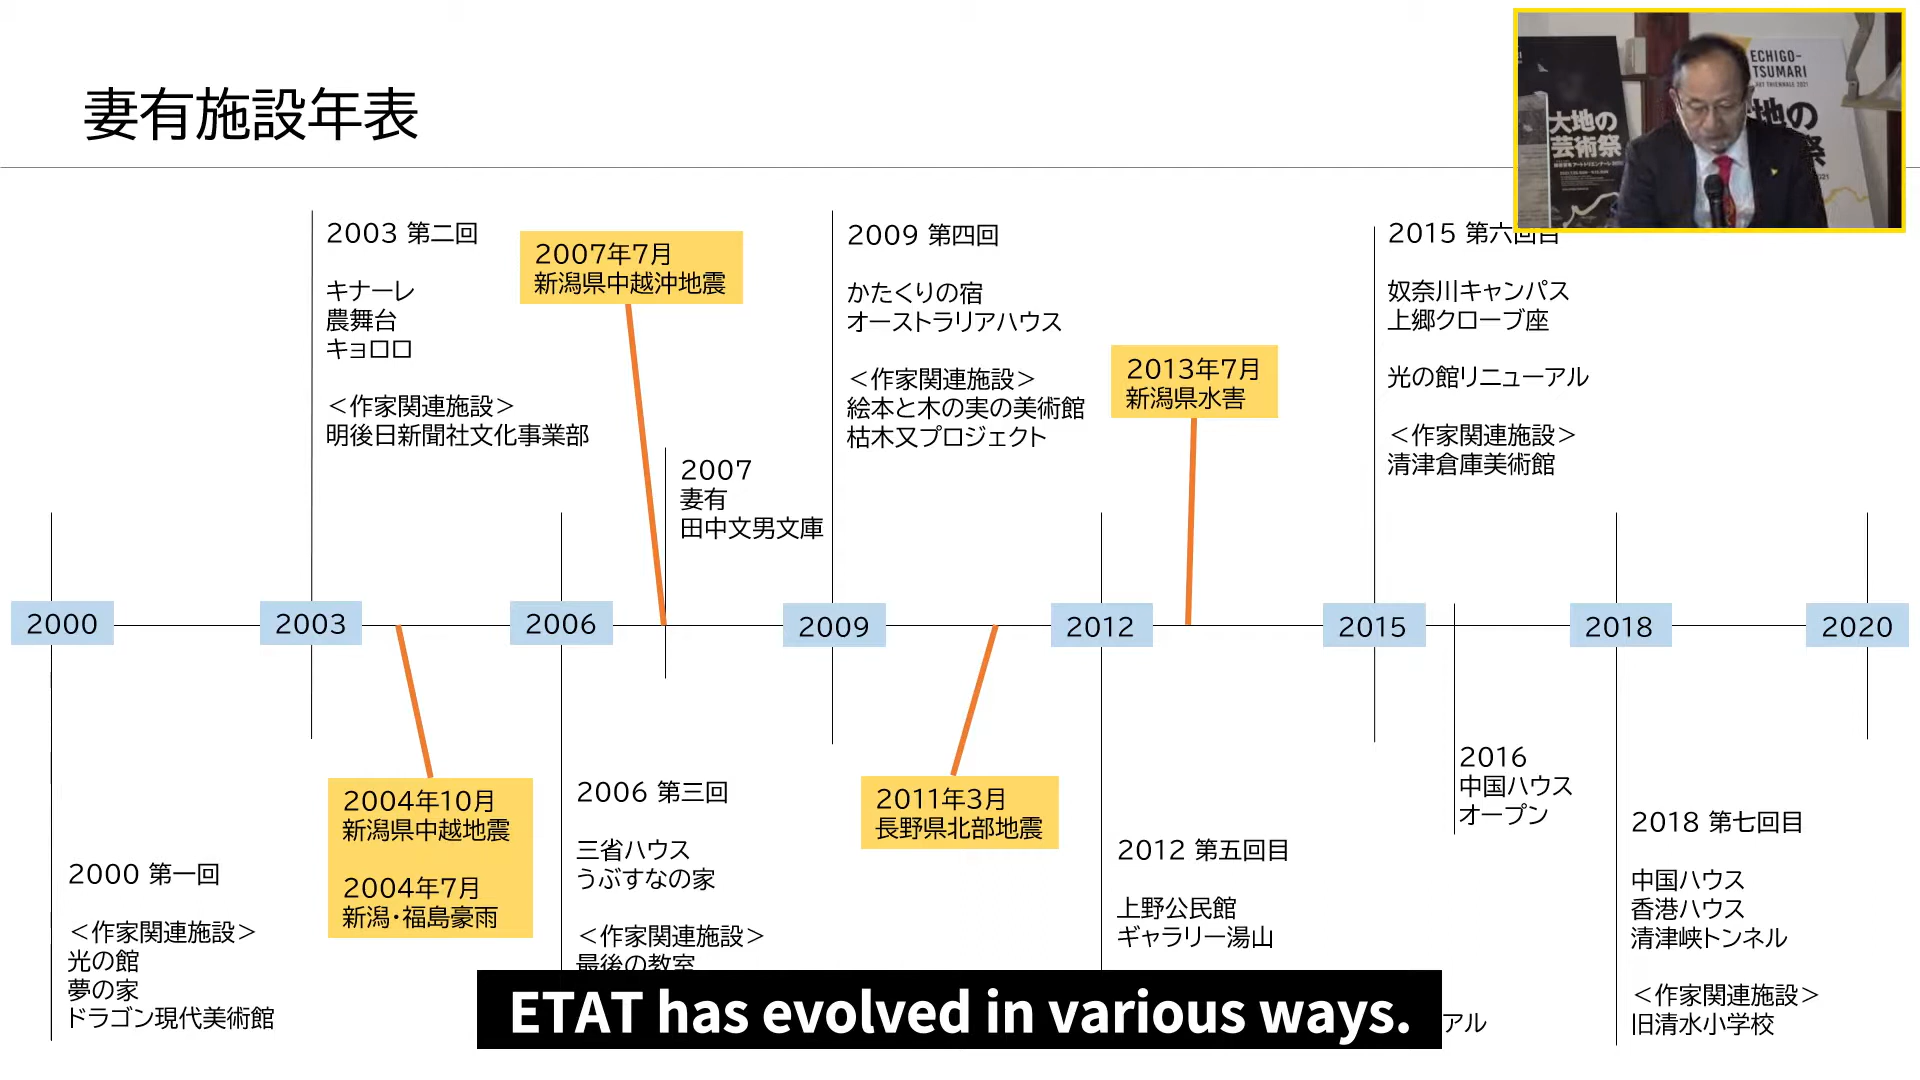 妻有施設年表
ECHIGO-
TSUMARI
ART TRIENNALE 2021
大地の
芸術祭
地の
祭
2021
2003 第二回
キナーレ
農舞台
キョロロ
＜作家関連施設＞
明後日新聞社文化事業部
2007年7月
新潟県中越沖地震
2007
妻有
田中文男文庫
2009 第四回
かたくりの宿
オーストラリアハウス
＜作家関連施設＞
絵本と木の実の美術館
枯木又プロジェクト
2013年7月
新潟県水害
2015 第六回目
奴奈川キャンパス
上郷クローブ座
光の館リニューアル
＜作家関連施設＞
清津倉庫美術館
2000
2003
2006
2009
2012
2015
2018
2020
2000 第一回
＜作家関連施設＞
光の館
夢の家
ドラゴン現代美術館
2004年10月
新潟県中越地震
2004年7月
新潟・福島豪雨
2006 第三回
三省ハウス
うぶすなの家
＜作家関連施設＞
最後の教室
2011年3月
長野県北部地震
2012 第五回目
上野公民館
ギャラリー湯山
アル
2016
中国ハウス
オープン
2018 第七回目
中国ハウス
香港ハウス
清津峡トンネル
＜作家関連施設＞
旧清水小学校
ETAT has evolved in various ways.